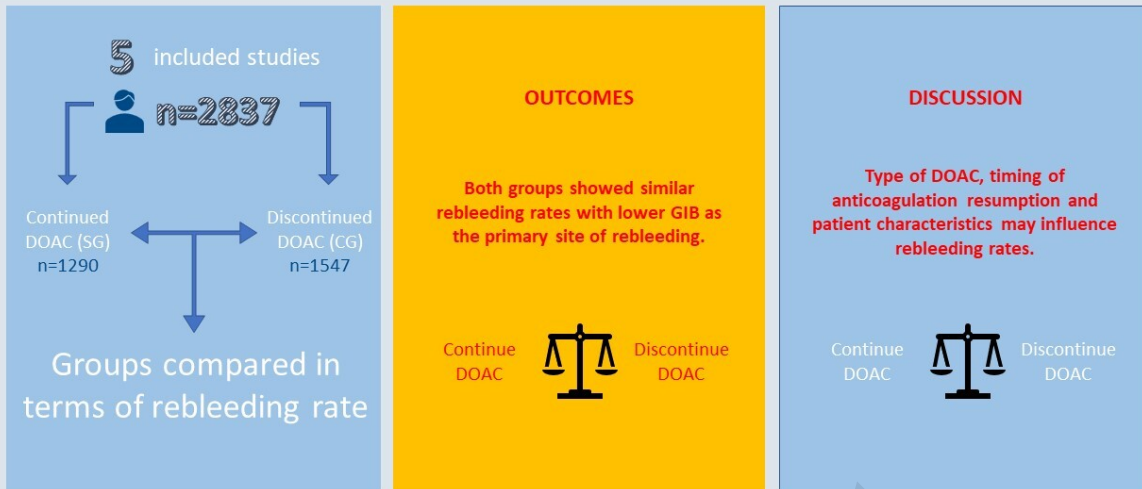 5 included studies
n=2837
Continued
DOAC (SG)
n=1290
Discontinued
DOAC (CG)
n=1547
Groups compared in
terms of rebleeding rate
OUTCOMES
Both groups showed similar
rebleeding rates with lower GIB as
the primary site of rebleeding.
Continue
DOAC
Discontinue
DOAC
DISCUSSION
Type of DOAC, timing of
anticoagulation resumption and
patient characteristics may influence
rebleeding rates.
Continue
DOAC
Discontinue
DOAC